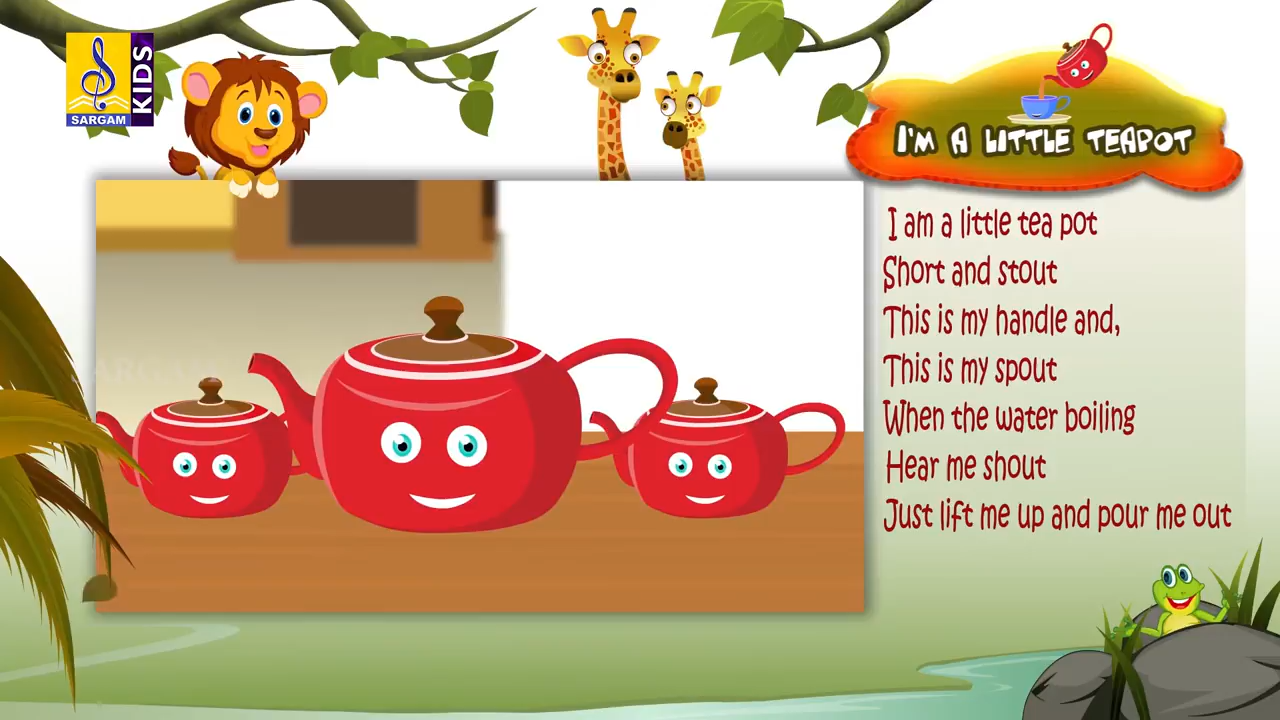 SARGAM
KIDS
I'M A LITTLE TEAPOT
I am a little tea pot
Short and stout
This is my handle and,
This is my spout
When the water boiling
Hear me shout
Just lift me up and pour me out
SARGAM